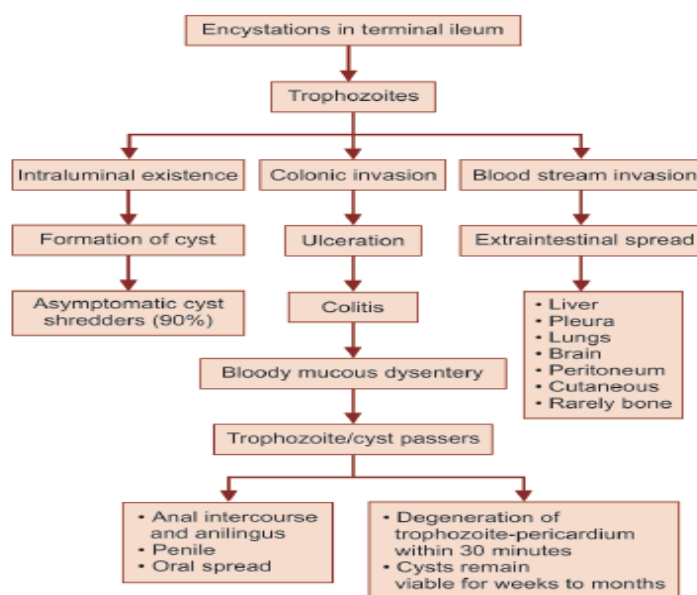 Encystations in terminal ileum
Trophozoites
Intraluminal existence
Colonic invasion
Blood stream invasion
Formation of cyst
Ulceration
Extraintestinal spread
Asymptomatic cyst
shredders (90%)
Colitis
• Liver
• Pleura
• Lungs
• Brain
• Peritoneum
• Cutaneous
• Rarely bone
Bloody mucous dysentery
Trophozoite/cyst passers
• Anal intercourse
and anilingus
• Penile
• Oral spread
• Degeneration of
trophozoite-pericardium
within 30 minutes
• Cysts remain
viable for weeks to months